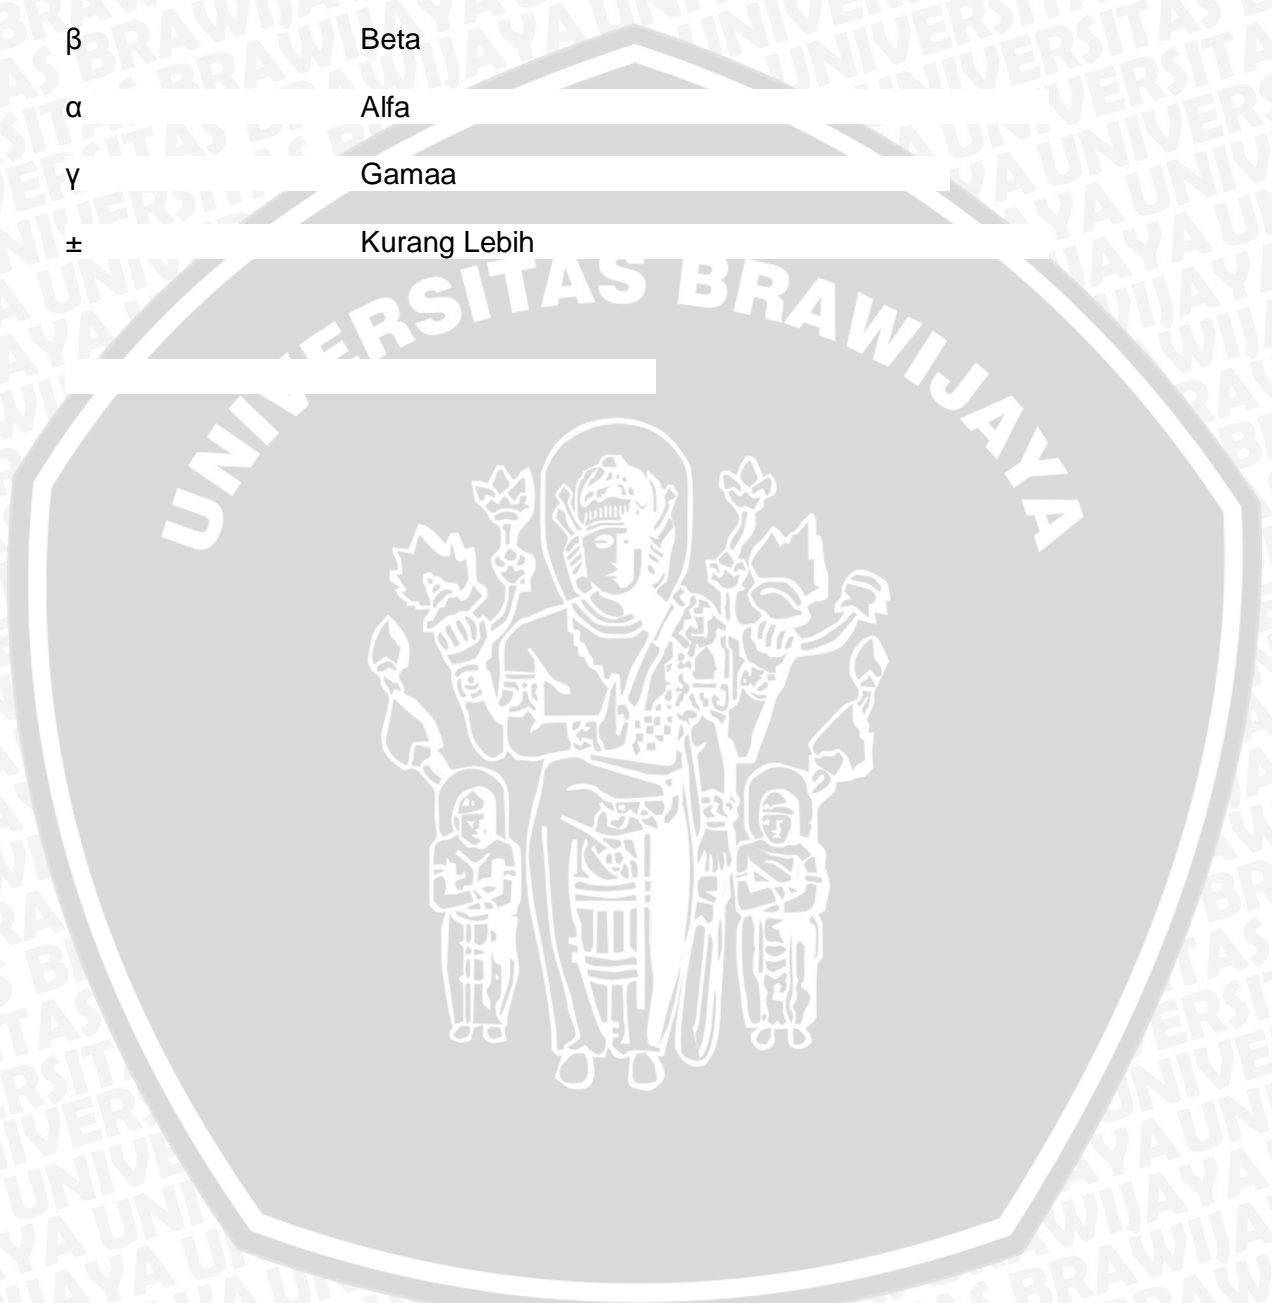 β Beta
α Alfa
γ Gamaa
± Kurang Lebih
UNIVERSITAS BRAWIJAYA